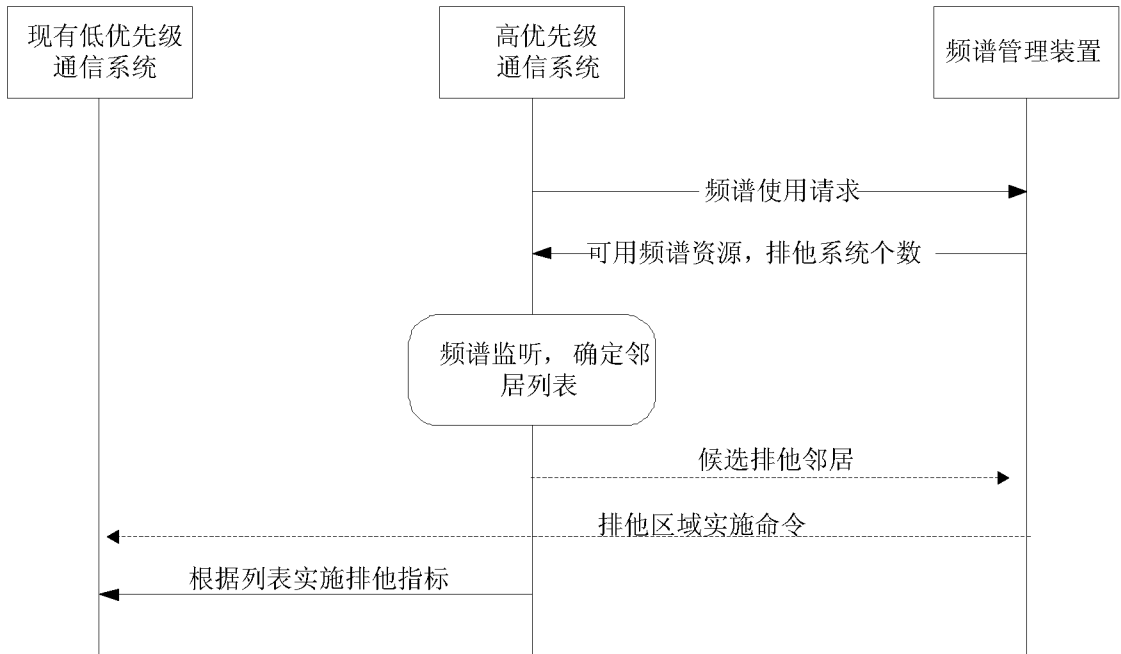 现有低优先级
通信系统
高优先级
通信系统
频谱管理装置
频谱使用请求
可用频谱资源，排他系统个数
频谱监听， 确定邻
居列表
候选排他邻居
排他区域实施命令
根据列表实施排他指标